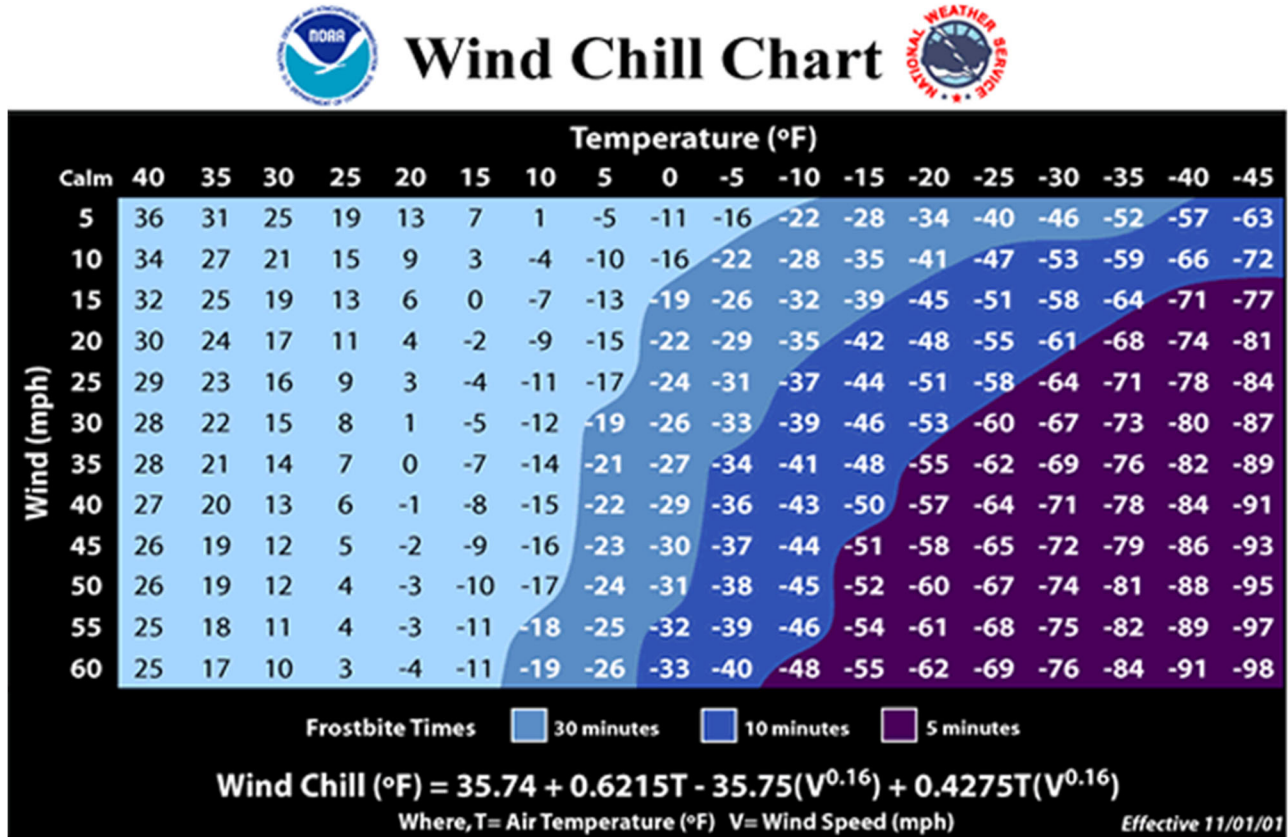 NOAA
NATIONAL OCEANIC AND ATMOSPHERIC ADMINISTRATION
U.S. DEPARTMENT OF COMMERCE
Wind Chill Chart
NATIONAL WEATHER SERVICE
Temperature (ºF)
Calm 40 35 30 25 20 15 10 5 0 -5 -10 -15 -20 -25 -30 -35 -40 -45
Wind (mph)
5 36 31 25 19 13 7 1 -5 -11 -16 -22 -28 -34 -40 -46 -52 -57 -63
10 34 27 21 15 9 3 -4 -10 -16 -22 -28 -35 -41 -47 -53 -59 -66 -72
15 32 25 19 13 6 0 -7 -13 -19 -26 -32 -39 -45 -51 -58 -64 -71 -77
20 30 24 17 11 4 -2 -9 -15 -22 -29 -35 -42 -48 -55 -61 -68 -74 -81
25 29 23 16 9 3 -4 -11 -17 -24 -31 -37 -44 -51 -58 -64 -71 -78 -84
30 28 22 15 8 1 -5 -12 -19 -26 -33 -39 -46 -53 -60 -67 -73 -80 -87
35 28 21 14 7 0 -7 -14 -21 -27 -34 -41 -48 -55 -62 -69 -76 -82 -89
40 27 20 13 6 -1 -8 -15 -22 -29 -36 -43 -50 -57 -64 -71 -78 -84 -91
45 26 19 12 5 -2 -9 -16 -23 -30 -37 -44 -51 -58 -65 -72 -79 -86 -93
50 26 19 12 4 -3 -10 -17 -24 -31 -38 -45 -52 -60 -67 -74 -81 -88 -95
55 25 18 11 4 -3 -11 -18 -25 -32 -39 -46 -54 -61 -68 -75 -82 -89 -97
60 25 17 10 3 -4 -11 -19 -26 -33 -40 -48 -55 -62 -69 -76 -84 -91 -98
Frostbite Times 30 minutes 10 minutes 5 minutes
Wind Chill (ºF) = 35.74 + 0.6215T - 35.75(V^0.16) + 0.4275T(V^0.16)
Where, T= Air Temperature (ºF) V= Wind Speed (mph)
Effective 11/01/01